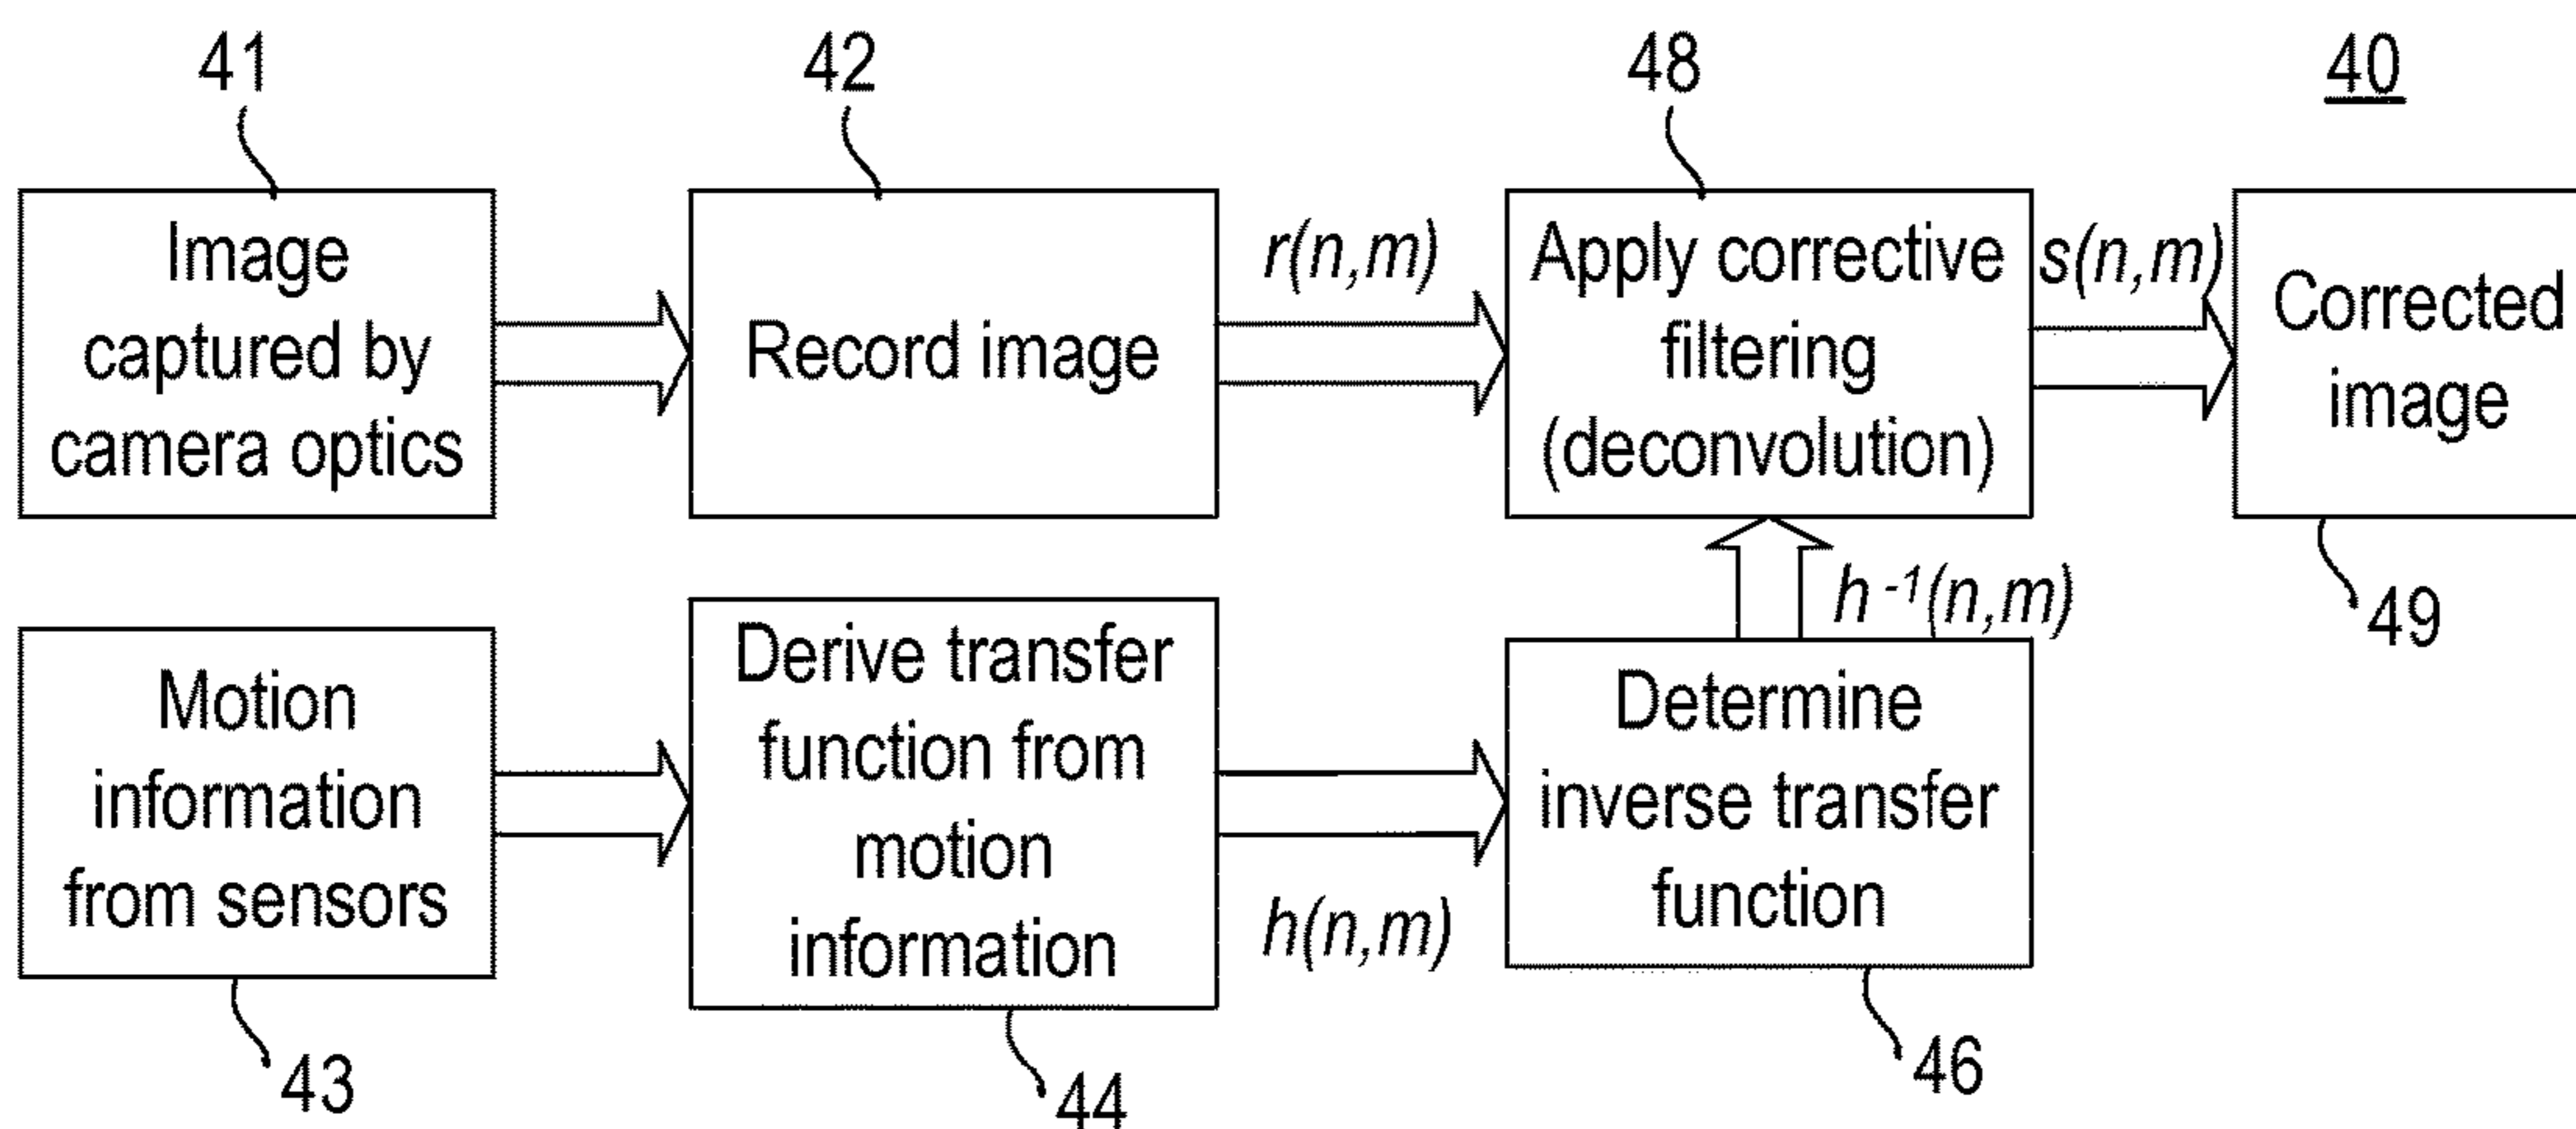 41
42
48
40
Image
captured by
camera optics
Record image
r(n,m)
Apply corrective
filtering
(deconvolution)
s(n,m)
Corrected
image
49
Motion
information
from sensors
43
Derive transfer
function from
motion
information
44
h(n,m)
h⁻¹(n,m)
Determine
inverse transfer
function
46